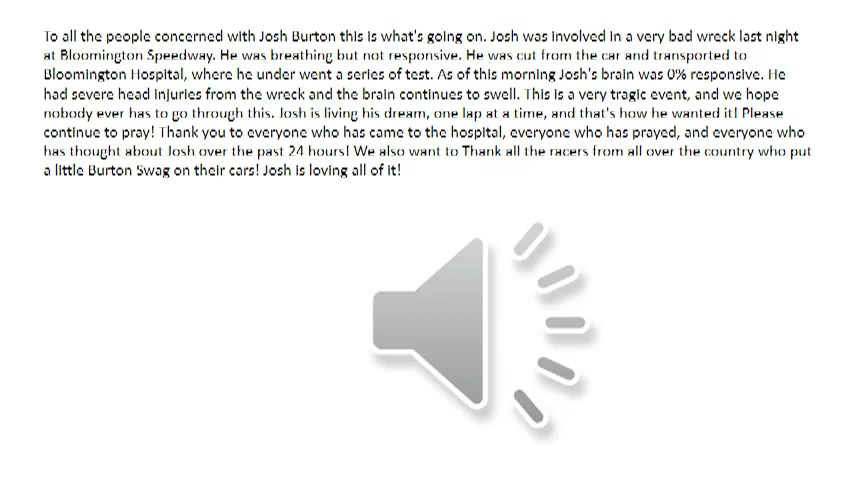 To all the people concerned with Josh Burton this is what's going on. Josh was involved in a very bad wreck last night
at Bloomington Speedway. He was breathing but not responsive. He was cut from the car and transported to
Bloomington Hospital, where he under went a series of test. As of this morning Josh's brain was 0% responsive. He
had severe head injuries from the wreck and the brain continues to swell. This is a very tragic event, and we hope
nobody ever has to go through this. Josh is living his dream, one lap at a time, and that's how he wanted it! Please
continue to pray! Thank you to everyone who has came to the hospital, everyone who has prayed, and everyone who
has thought about Josh over the past 24 hours! We also want to Thank all the racers from all over the country who put
a little Burton Swag on their cars! Josh is loving all of it!